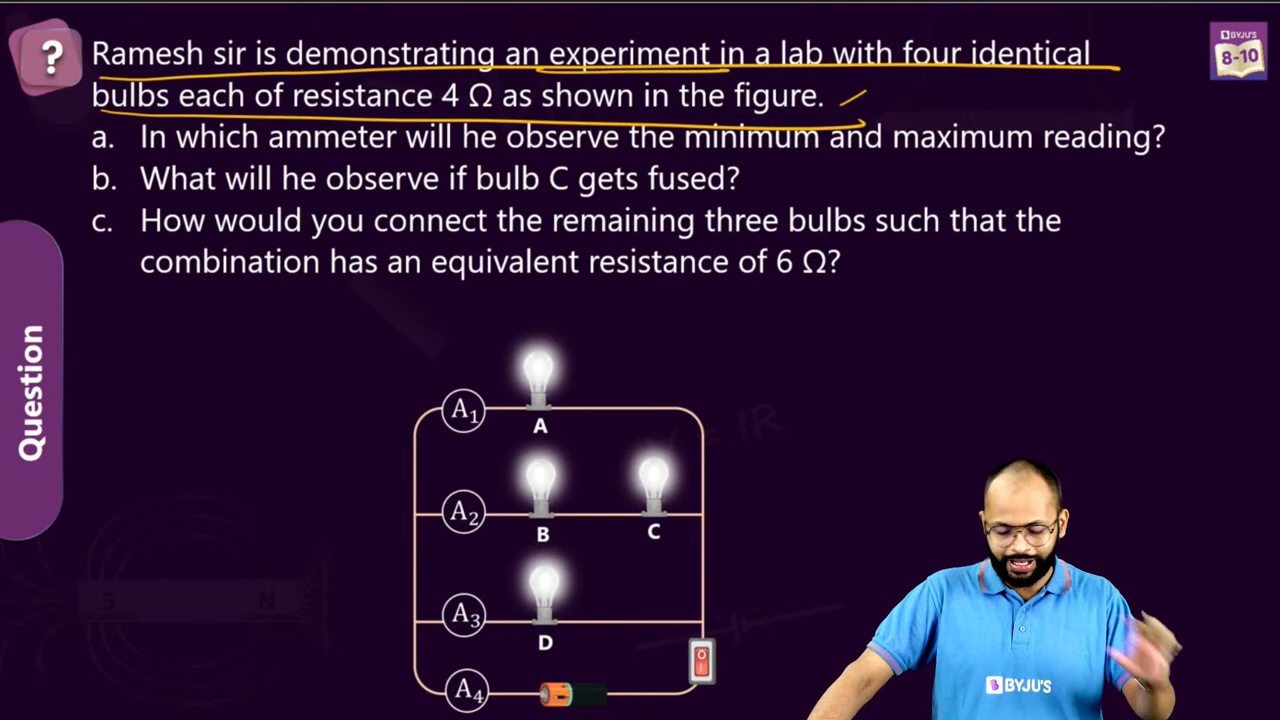 ?
Ramesh sir is demonstrating an experiment in a lab with four identical
bulbs each of resistance 4 Ω as shown in the figure.
a. In which ammeter will he observe the minimum and maximum reading?
b. What will he observe if bulb C gets fused?
c. How would you connect the remaining three bulbs such that the
combination has an equivalent resistance of 6 Ω?
BYJU'S
8-10
Question
A₁
A
A₂
B
C
A₃
D
A₄
O
I
S
N
= IR
BYJU'S